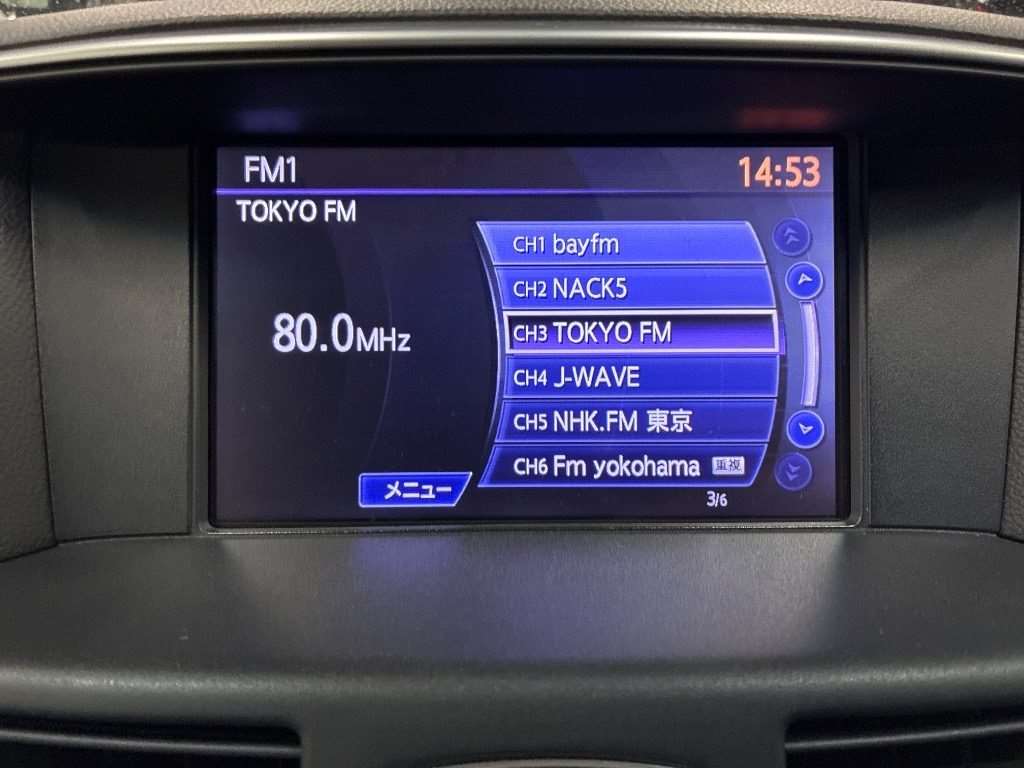 FM1 14:53
TOKYO FM
CH1 bayfm
CH2 NACK5
80.0MHz
CH3 TOKYO FM
CH4 J-WAVE
CH5 NHK.FM 東京
CH6 Fm yokohama 重複
メニュー
3/6